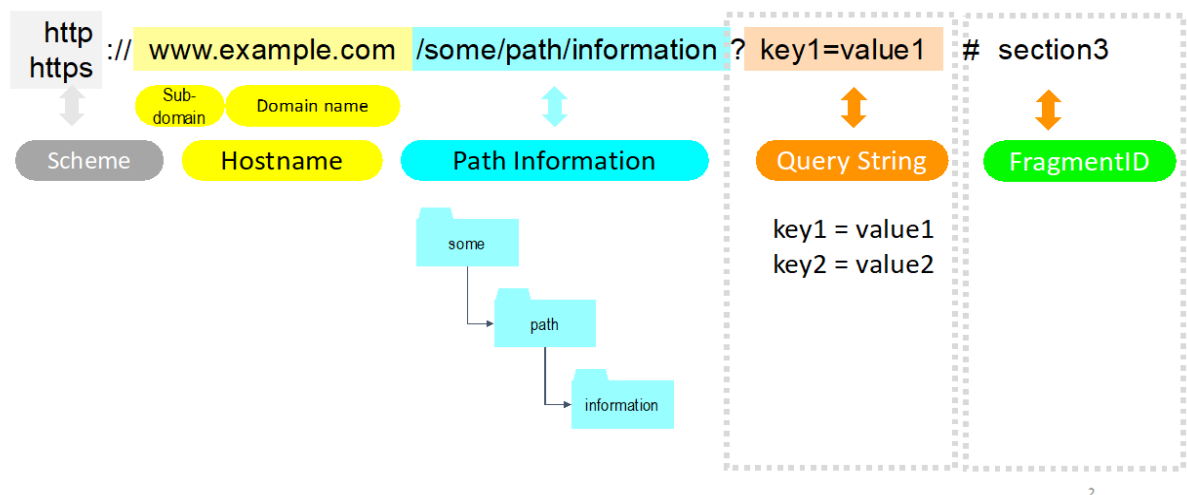 http
https
:// www.example.com /some/path/information ? key1=value1 # section3
Sub-
domain
Domain name
Scheme
Hostname
Path Information
Query String
FragmentID
some
path
information
key1 = value1
key2 = value2
2